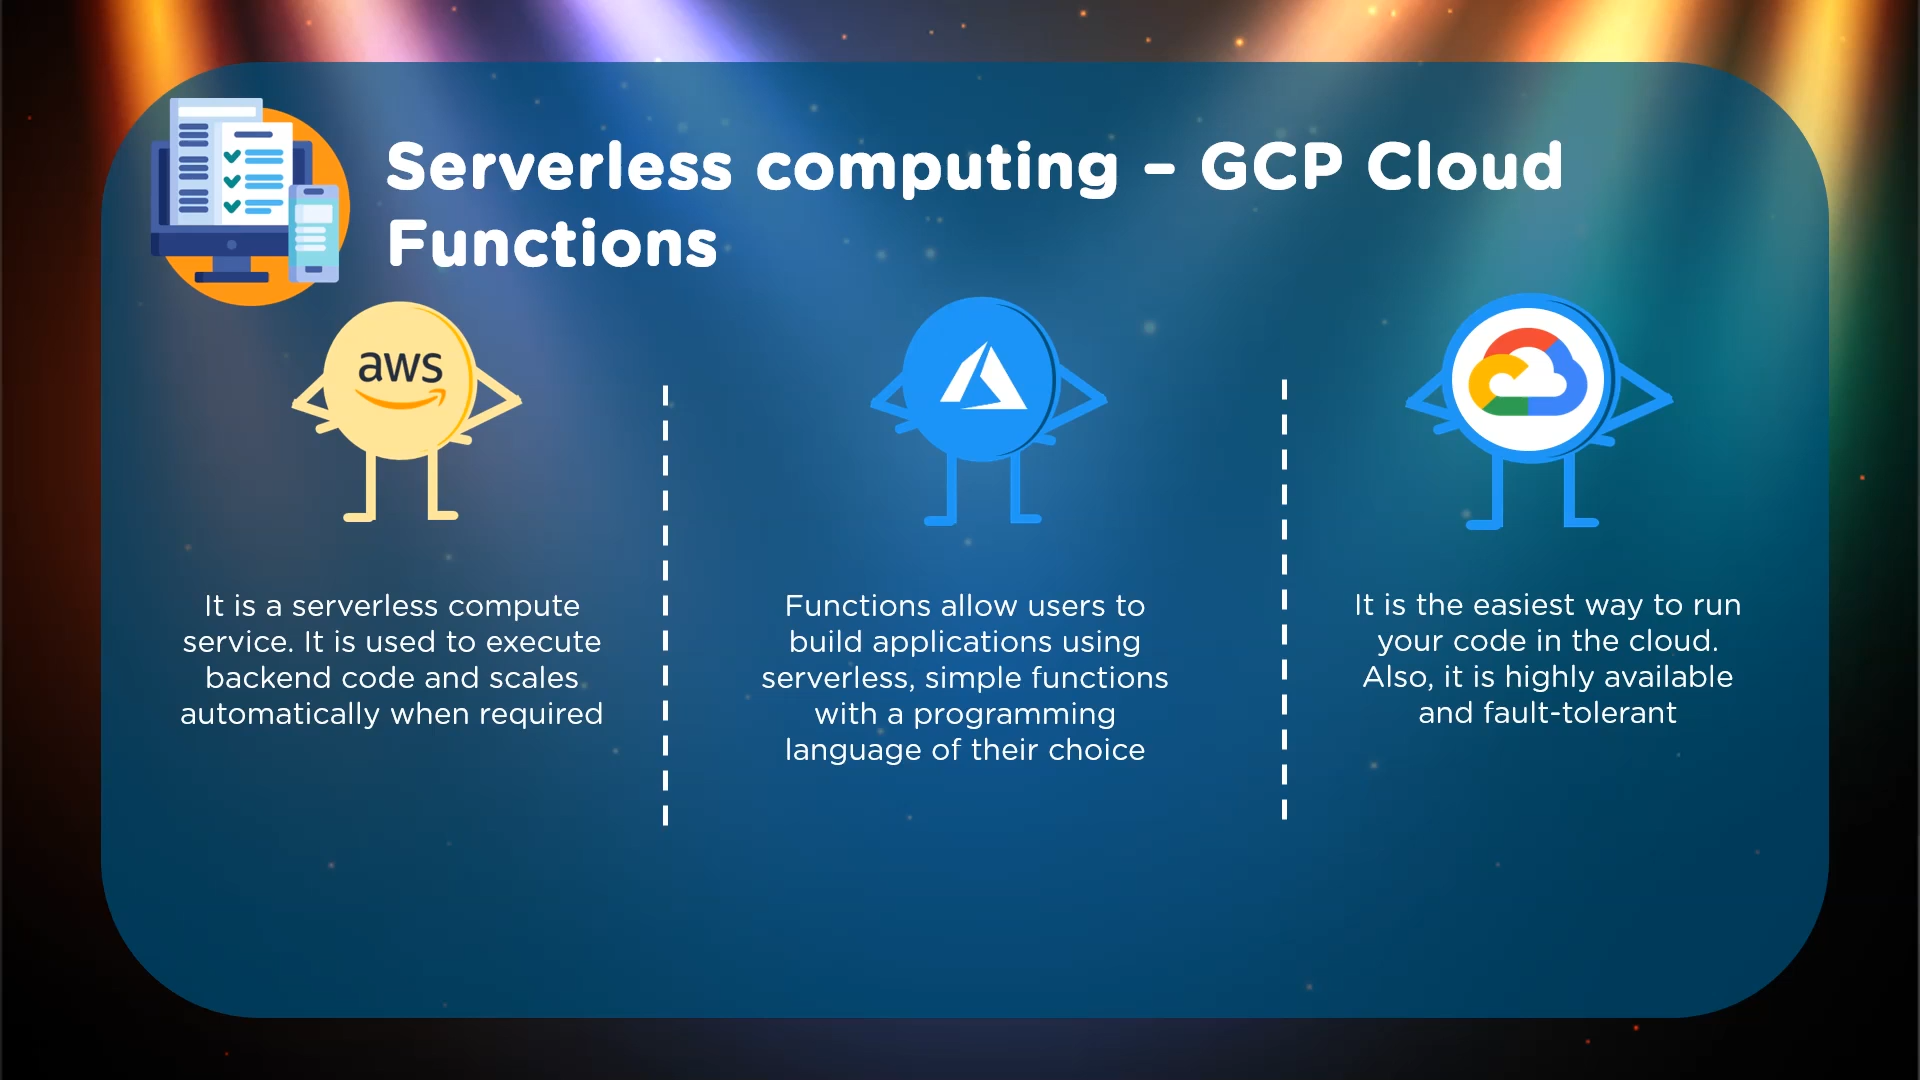 Serverless computing – GCP Cloud
Functions
aws
It is a serverless compute
service. It is used to execute
backend code and scales
automatically when required
Functions allow users to
build applications using
serverless, simple functions
with a programming
language of their choice
It is the easiest way to run
your code in the cloud.
Also, it is highly available
and fault-tolerant